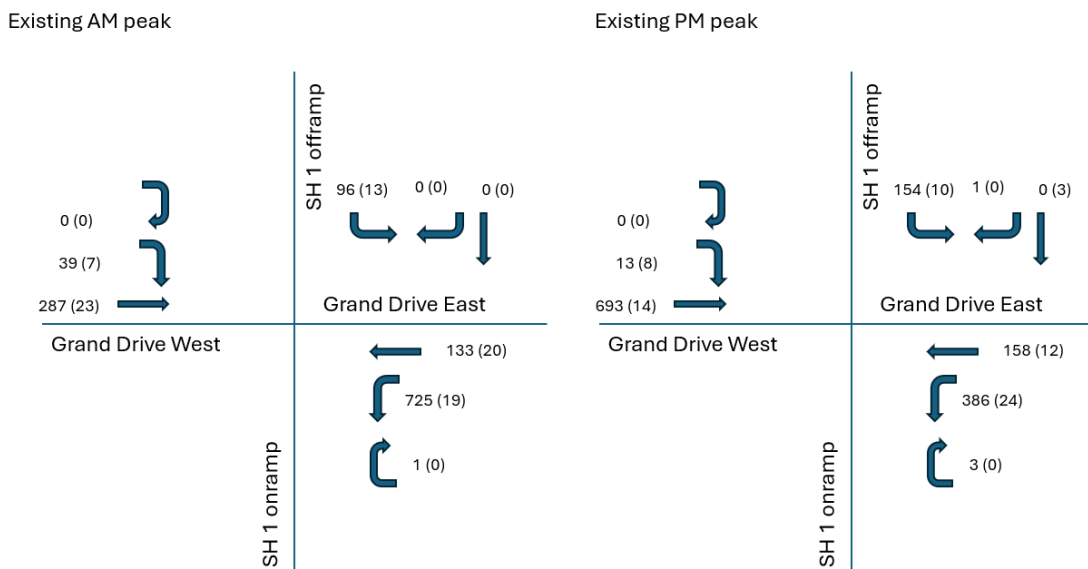 Existing AM peak
SH 1 offramp
96 (13)
0 (0)
0 (0)
0 (0)
39 (7)
287 (23)
Grand Drive East
Grand Drive West
133 (20)
725 (19)
1 (0)
SH 1 onramp
Existing PM peak
SH 1 offramp
154 (10)
1 (0)
0 (3)
0 (0)
13 (8)
693 (14)
Grand Drive East
Grand Drive West
158 (12)
386 (24)
3 (0)
SH 1 onramp